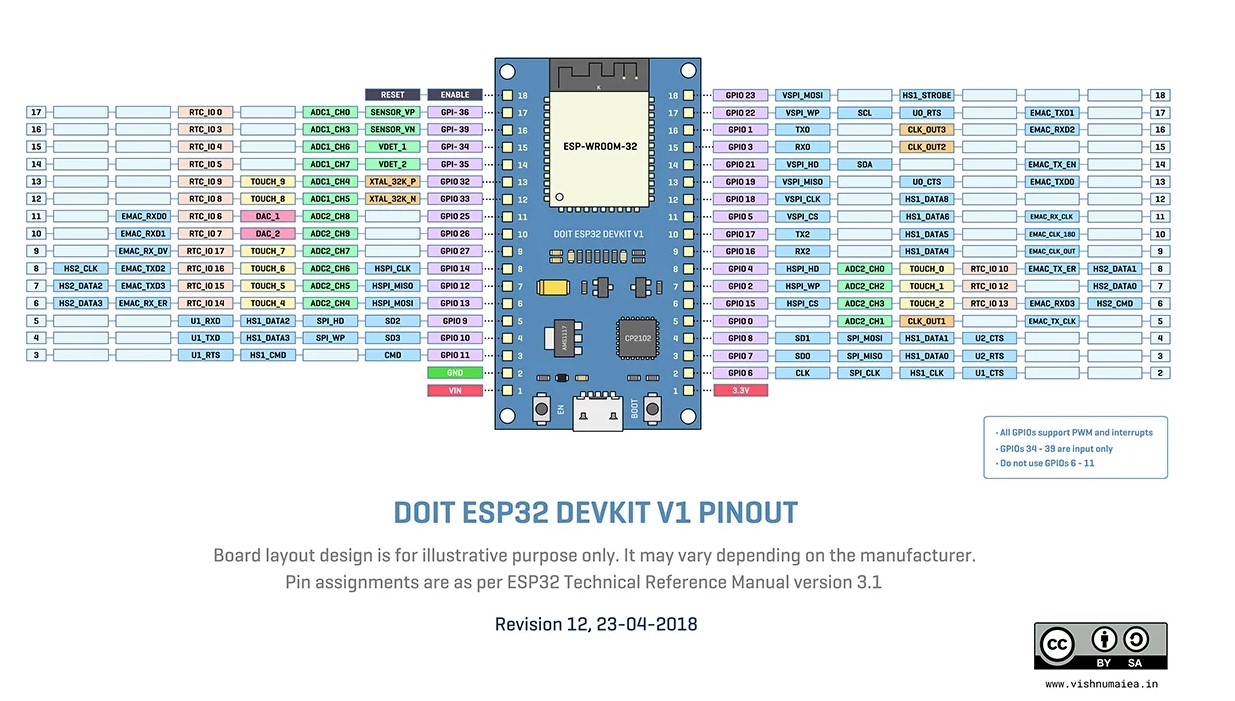 RESET ENABLE 18 18 GPIO 23 VSPI_MOSI HS1_STROBE 18
17 RTC_IO 0 ADC1_CH0 SENSOR_VP GPI- 36 17 17 GPIO 22 VSPI_WP SCL U0_RTS EMAC_TXD1 17
16 RTC_IO 3 ADC1_CH3 SENSOR_VN GPI- 39 16 16 GPIO 1 TX0 CLK_OUT3 EMAC_RXD2 16
15 RTC_IO 4 ADC1_CH6 VDET_1 GPI- 34 15 15 GPIO 3 RX0 CLK_OUT2 15
ESP-WROOM-32
14 RTC_IO 5 ADC1_CH7 VDET_2 GPI- 35 14 14 GPIO 21 VSPI_HD SDA EMAC_TX_EN 14
13 RTC_IO 9 TOUCH_9 ADC1_CH4 XTAL_32K_P GPIO 32 13 13 GPIO 19 VSPI_MISO U0_CTS EMAC_TXD0 13
12 RTC_IO 8 TOUCH_8 ADC1_CH5 XTAL_32K_N GPIO 33 12 12 GPIO 18 VSPI_CLK HS1_DATA8 12
11 EMAC_RXD0 RTC_IO 6 DAC_1 ADC2_CH8 GPIO 25 11 11 GPIO 5 VSPI_CS HS1_DATA6 EMAC_RX_CLK 11
10 EMAC_RXD1 RTC_IO 7 DAC_2 ADC2_CH9 GPIO 26 10 DOIT ESP32 DEVKIT V1 10 GPIO 17 TX2 HS1_DATA5 EMAC_CLK_180 10
9 EMAC_RX_DV RTC_IO 17 TOUCH_7 ADC2_CH7 GPIO 27 9 9 GPIO 16 RX2 HS1_DATA4 EMAC_CLK_OUT 9
8 HS2_CLK EMAC_TXD2 RTC_IO 16 TOUCH_6 ADC2_CH6 HSPI_CLK GPIO 14 8 8 GPIO 4 HSPI_HD ADC2_CH0 TOUCH_0 RTC_IO 10 EMAC_TX_ER HS2_DATA1 8
7 HS2_DATA2 EMAC_TXD3 RTC_IO 15 TOUCH_5 ADC2_CH5 HSPI_MISO GPIO 12 7 7 GPIO 2 HSPI_WP ADC2_CH2 TOUCH_1 RTC_IO 12 HS2_DATA0 7
6 HS2_DATA3 EMAC_RX_ER RTC_IO 14 TOUCH_4 ADC2_CH4 HSPI_MOSI GPIO 13 6 6 GPIO 15 HSPI_CS ADC2_CH3 TOUCH_2 RTC_IO 13 EMAC_RXD3 HS2_CMD 6
5 U1_RXD HS1_DATA2 SPI_HD SD2 GPIO 9 5 5 GPIO 0 ADC2_CH1 CLK_OUT1 EMAC_TX_CLK 5
4 U1_TXD HS1_DATA3 SPI_WP SD3 GPIO 10 4 AMS1117 CP2102 4 GPIO 8 SD1 SPI_MOSI HS1_DATA1 U2_CTS 4
3 U1_RTS HS1_CMD CMD GPIO 11 3 3 GPIO 7 SD0 SPI_MISO HS1_DATA0 U2_RTS 3
GND 2 2 GPIO 6 CLK SPI_CLK HS1_CLK U1_CTS 2
VIN 1 1 3.3V
EN BOOT
· All GPIOs support PWM and interrupts
· GPIOs 34 - 39 are input only
· Do not use GPIOs 6 - 11
DOIT ESP32 DEVKIT V1 PINOUT
Board layout design is for illustrative purpose only. It may vary depending on the manufacturer.
Pin assignments are as per ESP32 Technical Reference Manual version 3.1
Revision 12, 23-04-2018
cc
BY SA
www.vishnumaiea.in